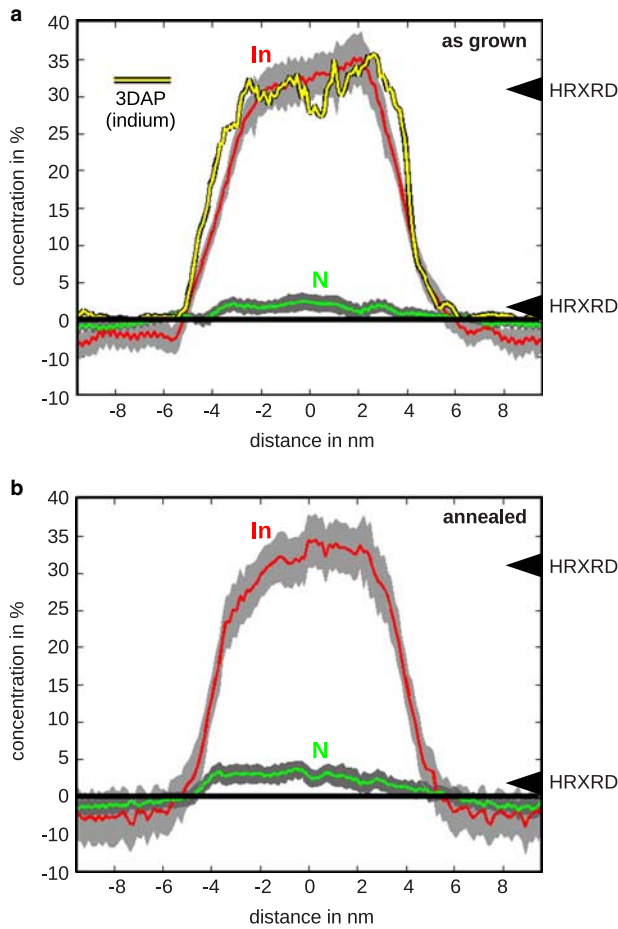 a
40
35
30
25
20
15
10
5
0
-10
-10
concentration in %
In
as grown
3DAP
(indium)
HRXRD
N
HRXRD
-8 -6 -4 -2 0 2 4 6 8
distance in nm
b
40
35
30
25
20
15
10
5
0
-10
-10
concentration in %
In
annealed
HRXRD
N
HRXRD
-8 -6 -4 -2 0 2 4 6 8
distance in nm